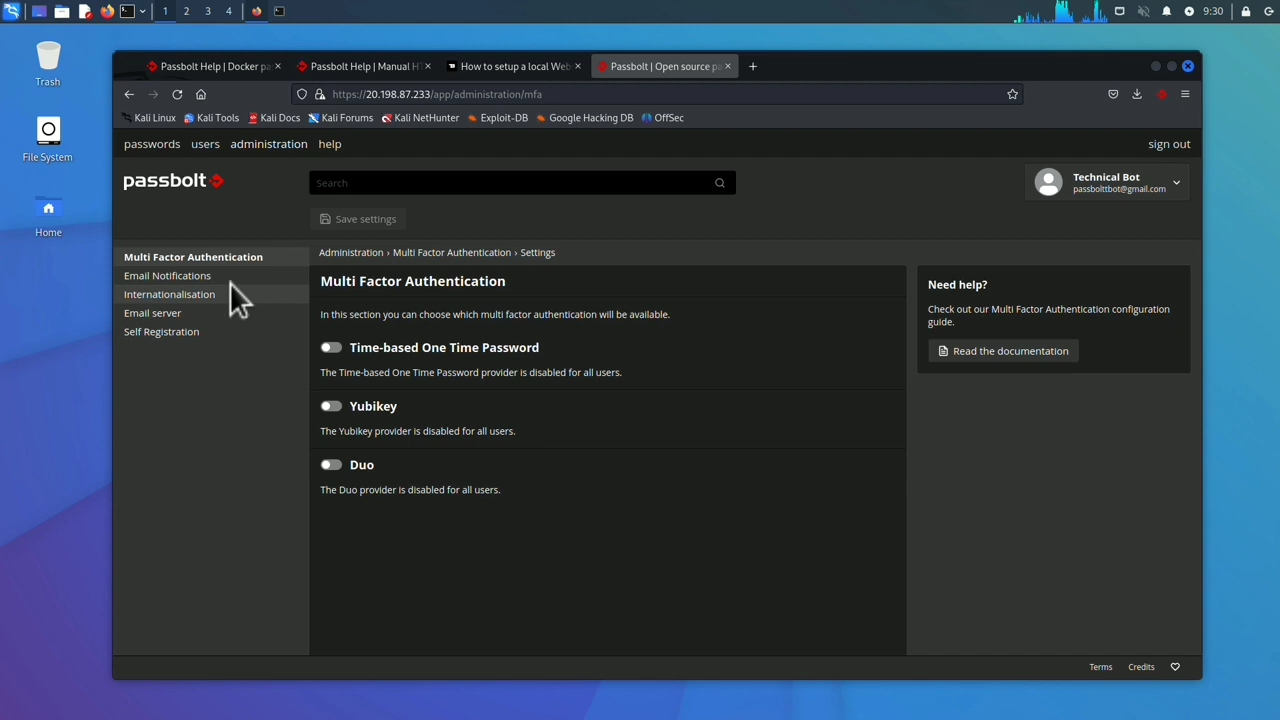 1
2
3
4
9:30
Trash
File System
Home
Passbolt Help | Docker pa
Passbolt Help | Manual H
How to setup a local Web
Passbolt | Open source pa
https://20.198.87.233/app/administration/mfa
Kali Linux
Kali Tools
Kali Docs
Kali Forums
Kali NetHunter
Exploit-DB
Google Hacking DB
OffSec
passwords
users
administration
help
sign out
passbolt
Search
Technical Bot
passbolttbot@gmail.com
Save settings
Multi Factor Authentication
Email Notifications
Internationalisation
Email server
Self Registration
Administration › Multi Factor Authentication › Settings
Multi Factor Authentication
In this section you can choose which multi factor authentication will be available.
Time-based One Time Password
The Time-based One Time Password provider is disabled for all users.
Yubikey
The Yubikey provider is disabled for all users.
Duo
The Duo provider is disabled for all users.
Need help?
Check out our Multi Factor Authentication configuration
guide.
Read the documentation
Terms
Credits